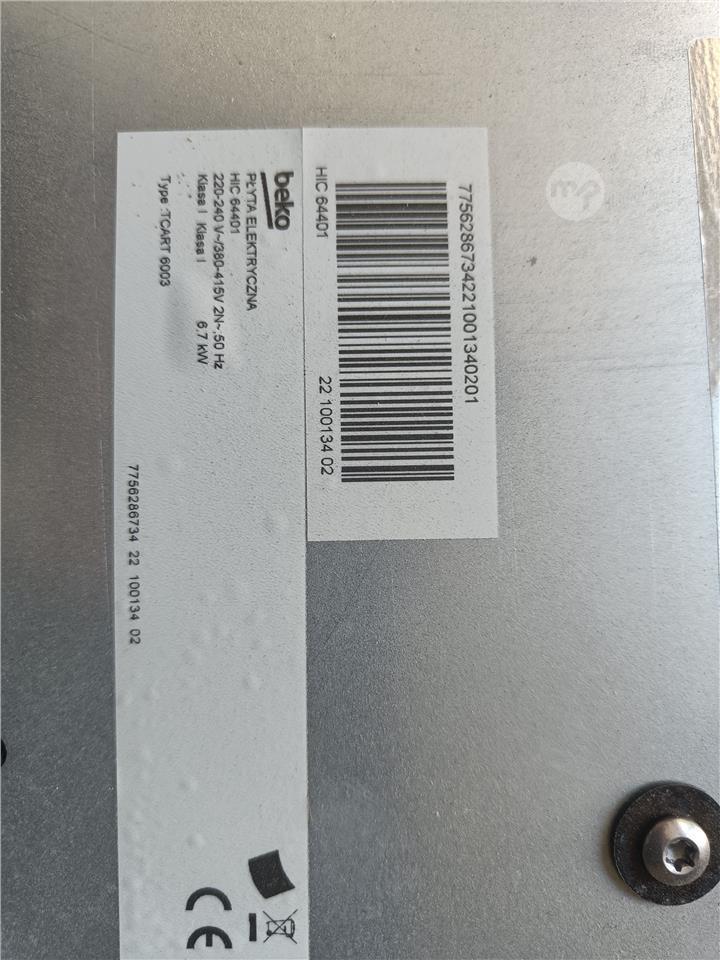 7756286734221001340201
HIC 64401
22 100134 02
beko
PŁYTA ELEKTRYCZNA
HIC 64401
220-240 V~/380-415V 2N~,50 Hz
Klasa I Klasa I 6,7 kW
Type :TCART 6003
7756286734 22 100134 02
CE
mp